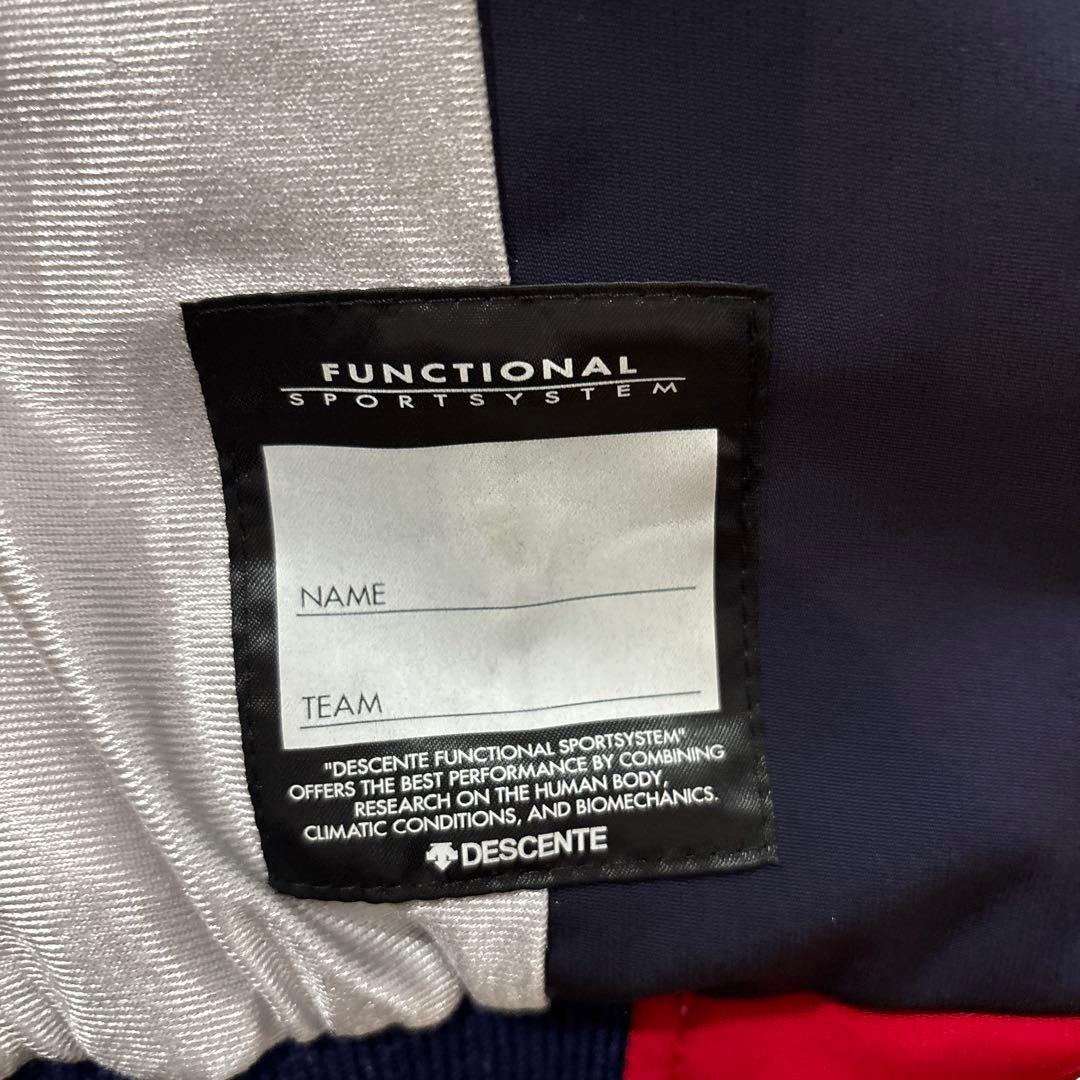 FUNCTIONAL
SPORTSYSTEM
NAME
TEAM
"DESCENTE FUNCTIONAL SPORTSYSTEM"
OFFERS THE BEST PERFORMANCE BY COMBINING
RESEARCH ON THE HUMAN BODY,
CLIMATIC CONDITIONS, AND BIOMECHANICS.
DESCENTE